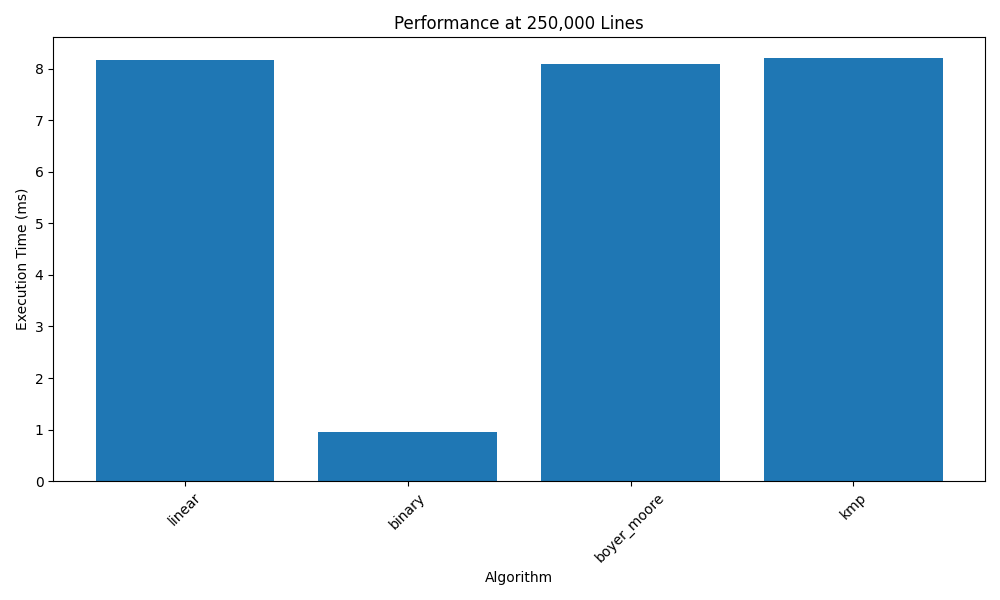 Performance at 250,000 Lines
Execution Time (ms)
8
7
6
5
4
3
2
1
0
linear
binary
boyer_moore
kmp
Algorithm